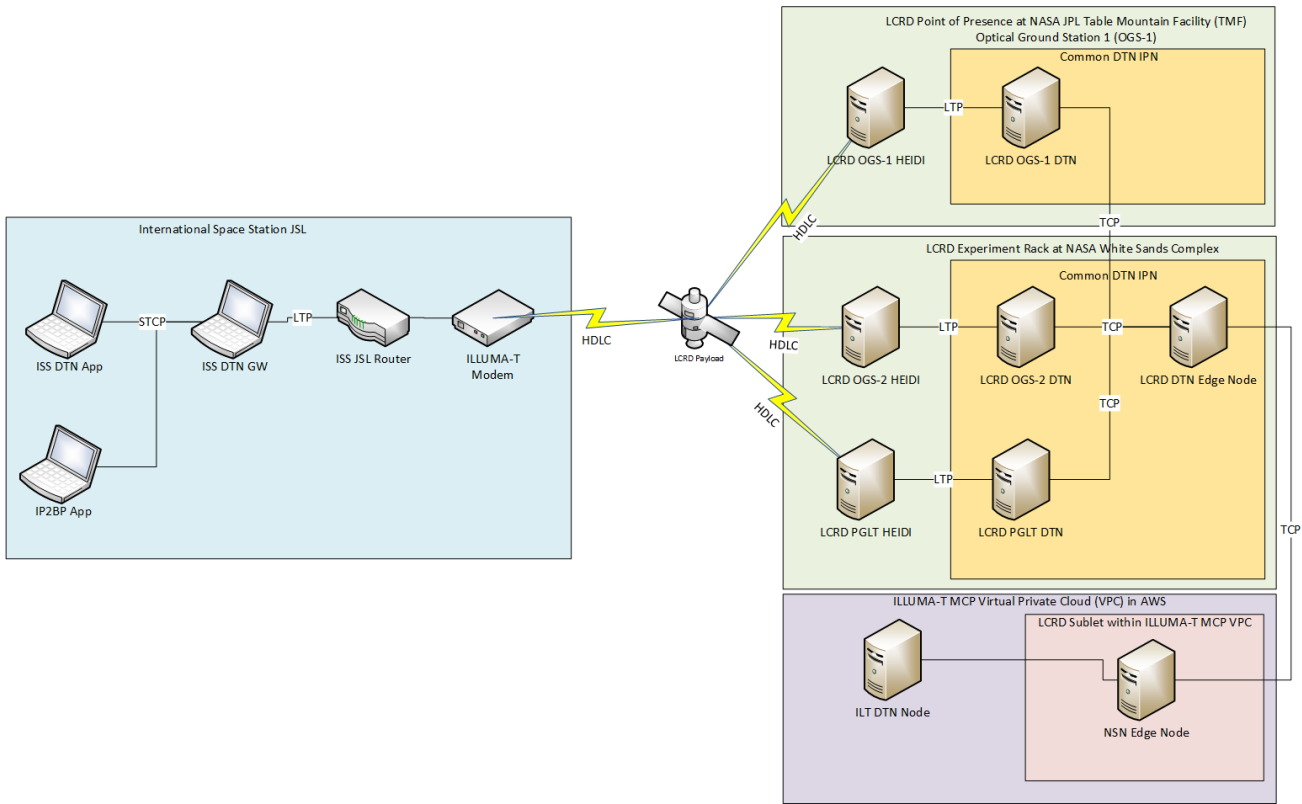 LCRD Point of Presence at NASA JPL Table Mountain Facility (TMF)
Optical Ground Station 1 (OGS-1)
Common DTN IPN
LTP
LCRD OGS-1 HEIDI
LCRD OGS-1 DTN
TCP
HDLC
International Space Station JSL
STCP
LTP
ISS DTN App
ISS DTN GW
ISS JSL Router
ILLUMA-T
Modem
HDLC
LCRD Payload
IP2BP App
LCRD Experiment Rack at NASA White Sands Complex
Common DTN IPN
HDLC
LTP
TCP
LCRD OGS-2 HEIDI
LCRD OGS-2 DTN
LCRD DTN Edge Node
TCP
HDLC
LTP
LCRD PGLT HEIDI
LCRD PGLT DTN
TCP
ILLUMA-T MCP Virtual Private Cloud (VPC) in AWS
LCRD Sublet within ILLUMA-T MCP VPC
ILT DTN Node
NSN Edge Node